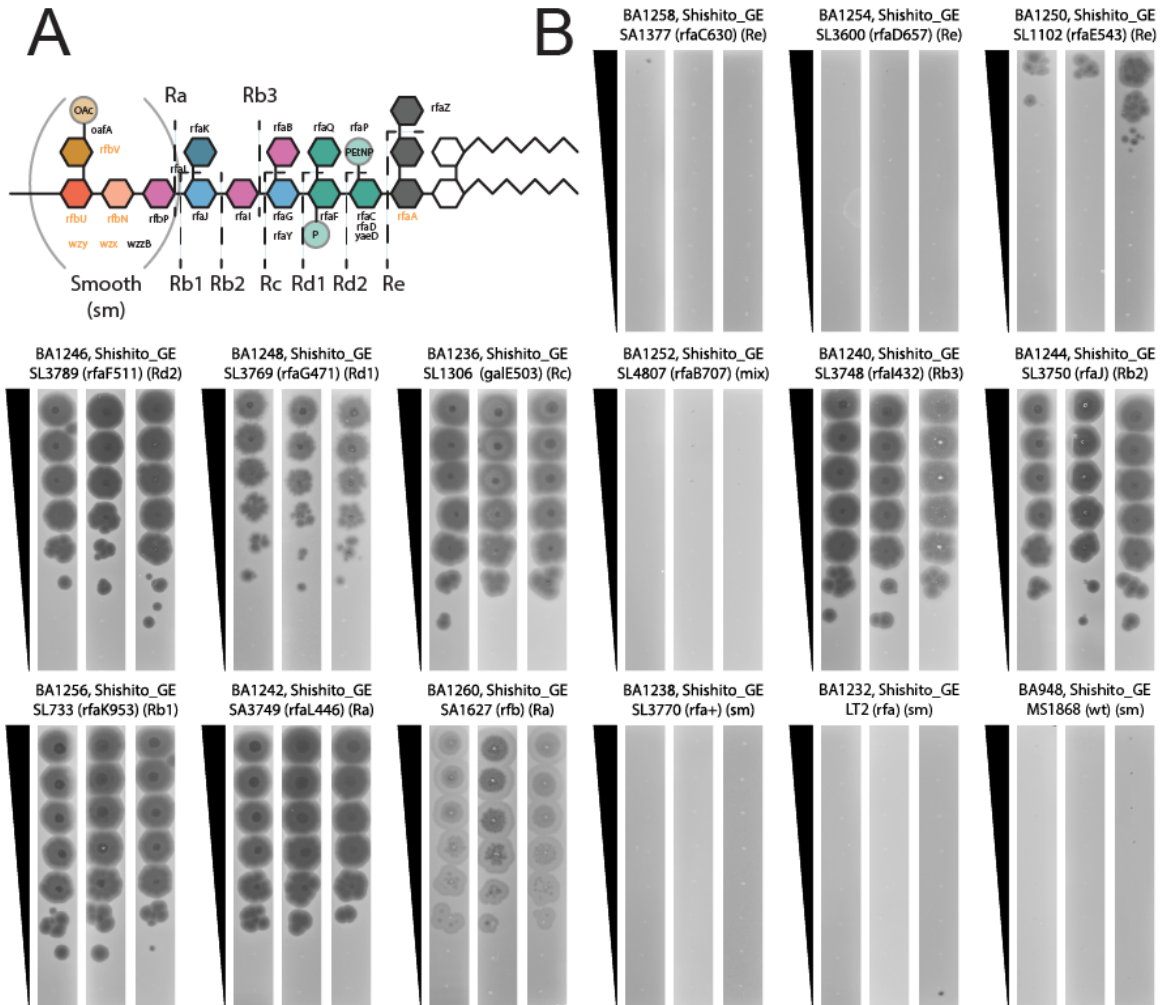 A
B
BA1258, Shishito_GE
SA1377 (rfaC630) (Re)
BA1254, Shishito_GE
SL3600 (rfaD657) (Re)
BA1250, Shishito_GE
SL1102 (rfaE543) (Re)
Ra
Rb3
OAc
oafA
rfbV
rfaK
rfaL
rfaB
rfaQ
rfaP
PEtNP
rfaZ
rfbU
rfbN
rfbP
rfaJ
rfaI
rfaG
rfaY
rfaF
P
rfaC
rfaD
yaeD
rfaA
wzy
wzx
wzzB
Smooth
(sm)
Rb1
Rb2
Rc
Rd1
Rd2
Re
BA1246, Shishito_GE
SL3789 (rfaF511) (Rd2)
BA1248, Shishito_GE
SL3769 (rfaG471) (Rd1)
BA1236, Shishito_GE
SL1306 (galE503) (Rc)
BA1252, Shishito_GE
SL4807 (rfaB707) (mix)
BA1240, Shishito_GE
SL3748 (rfaI432) (Rb3)
BA1244, Shishito_GE
SL3750 (rfaJ) (Rb2)
BA1256, Shishito_GE
SL733 (rfaK953) (Rb1)
BA1242, Shishito_GE
SA3749 (rfaL446) (Ra)
BA1260, Shishito_GE
SA1627 (rfb) (Ra)
BA1238, Shishito_GE
SL3770 (rfa+) (sm)
BA1232, Shishito_GE
LT2 (rfa) (sm)
BA948, Shishito_GE
MS1868 (wt) (sm)